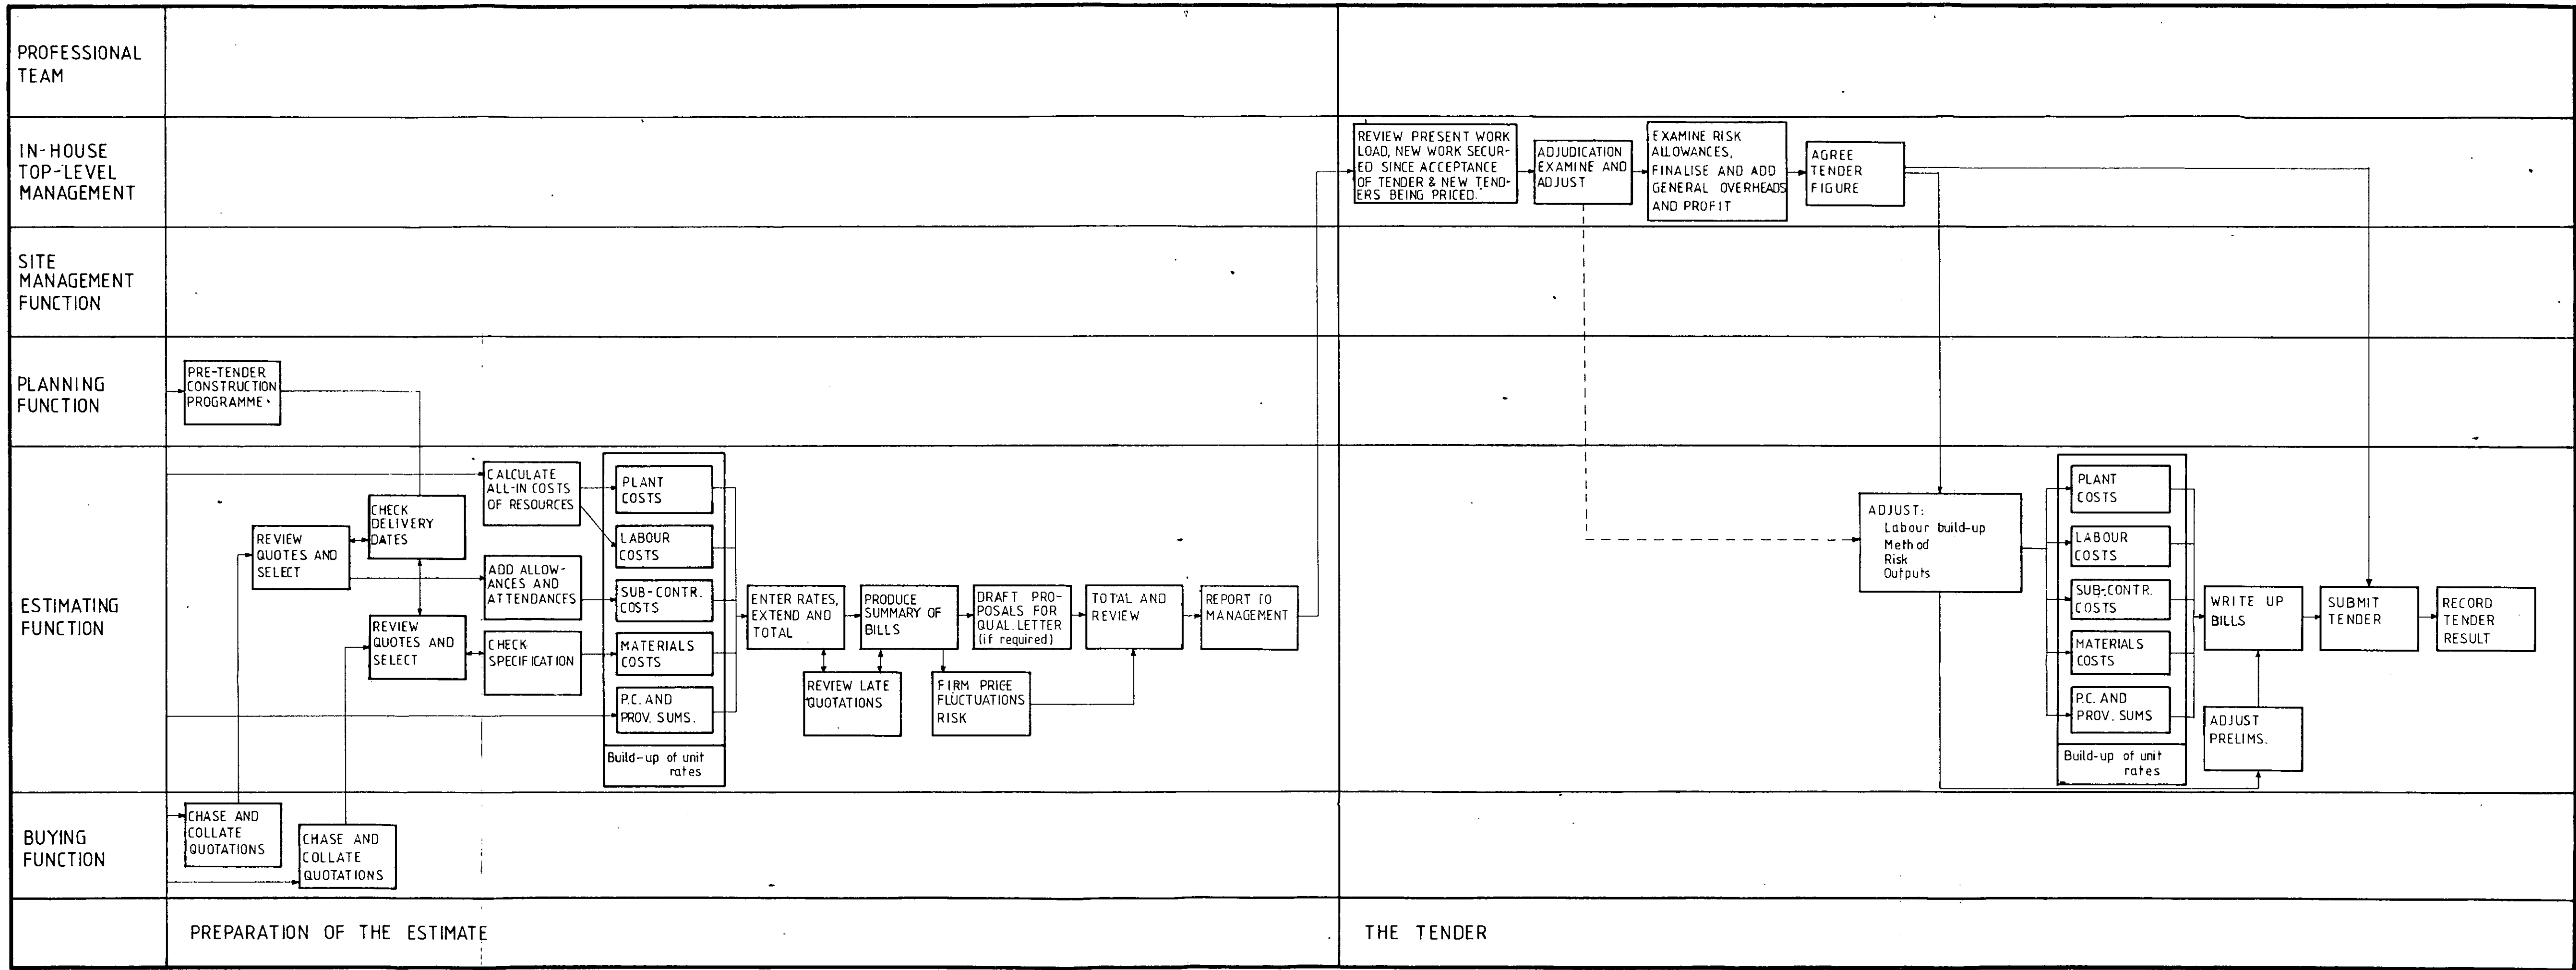 PROFESSIONAL
TEAM
IN-HOUSE
TOP-LEVEL
MANAGEMENT
REVIEW PRESENT WORK
LOAD, NEW WORK SECUR-
ED SINCE ACCEPTANCE
OF TENDER & NEW TEND-
ERS BEING PRICED.
ADJUDICATION
EXAMINE AND
ADJUST
EXAMINE RISK
ALLOWANCES,
FINALISE AND ADD
GENERAL OVERHEADS
AND PROFIT
AGREE
TENDER
FIGURE
SITE
MANAGEMENT
FUNCTION
PLANNING
FUNCTION
PRE-TENDER
CONSTRUCTION
PROGRAMME
ESTIMATING
FUNCTION
REVIEW
QUOTES AND
SELECT
CHECK
DELIVERY
DATES
REVIEW
QUOTES AND
SELECT
CALCULATE
ALL-IN COSTS
OF RESOURCES
ADD ALLOW-
ANCES AND
ATTENDANCES
CHECK
SPECIFICATION
PLANT
COSTS
LABOUR
COSTS
SUB-CONTR.
COSTS
MATERIALS
COSTS
P.C. AND
PROV. SUMS.
Build-up of unit
rates
ENTER RATES,
EXTEND AND
TOTAL
PRODUCE
SUMMARY OF
BILLS
DRAFT PRO-
POSALS FOR
QUAL. LETTER
(if required)
TOTAL AND
REVIEW
REPORT TO
MANAGEMENT
REVIEW LATE
QUOTATIONS
FIRM PRICE
FLUCTUATIONS
RISK
ADJUST:
Labour build-up
Method
Risk
Outputs
PLANT
COSTS
LABOUR
COSTS
SUB-CONTR.
COSTS
MATERIALS
COSTS
P.C. AND
PROV. SUMS
Build-up of unit
rates
WRITE UP
BILLS
ADJUST
PRELIMS.
SUBMIT
TENDER
RECORD
TENDER
RESULT
BUYING
FUNCTION
CHASE AND
COLLATE
QUOTATIONS
CHASE AND
COLLATE
QUOTATIONS
PREPARATION OF THE ESTIMATE
THE TENDER